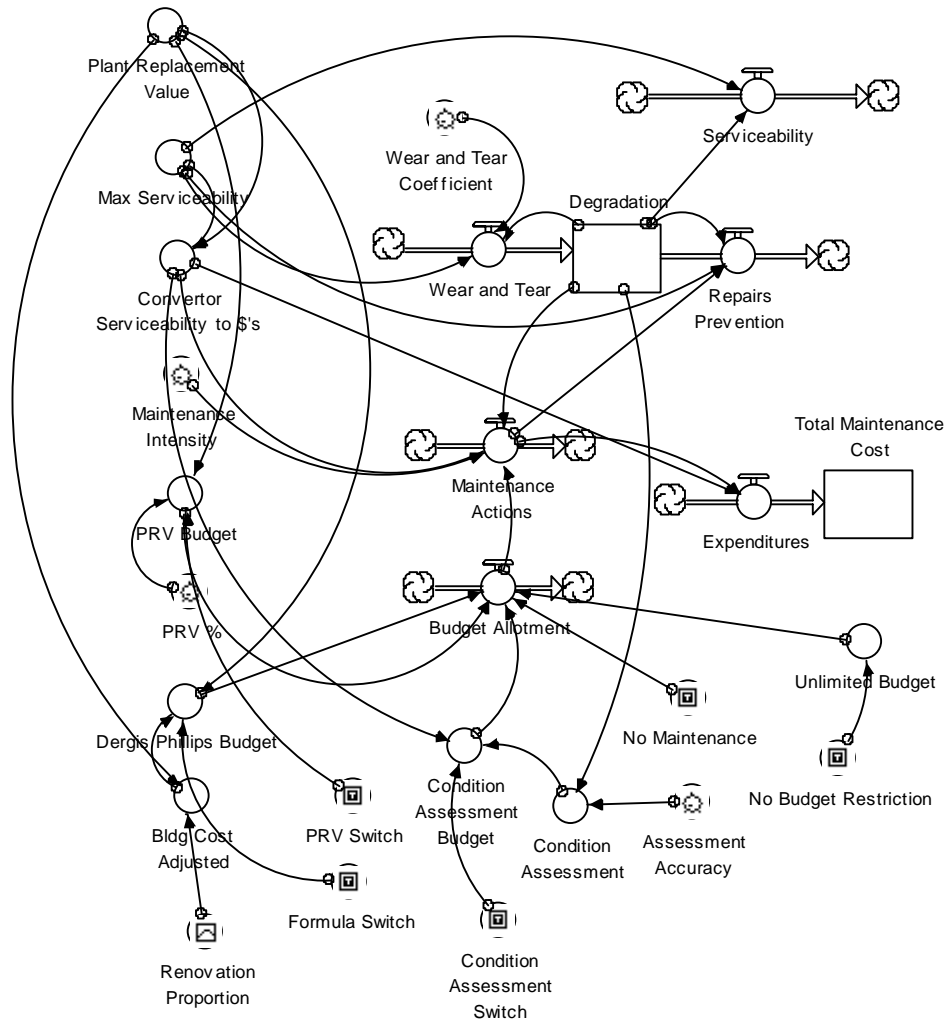 Plant Replacement
Value
Serviceability
Wear and Tear
Coefficient
Max Serviceability
Degradation
Wear and Tear
Repairs
Prevention
Convertor
Serviceability to $'s
Maintenance
Intensity
Total Maintenance
Cost
Maintenance
Actions
PRV Budget
Expenditures
PRV %
Budget Allotment
Unlimited Budget
Dergis Phillips Budget
No Maintenance
Condition
Assessment
Budget
No Budget Restriction
T
T
Bldg Cost
Adjusted
PRV Switch
T
Condition
Assessment
Assessment
Accuracy
T
Formula Switch
T
Renovation
Proportion
Condition
Assessment
Switch